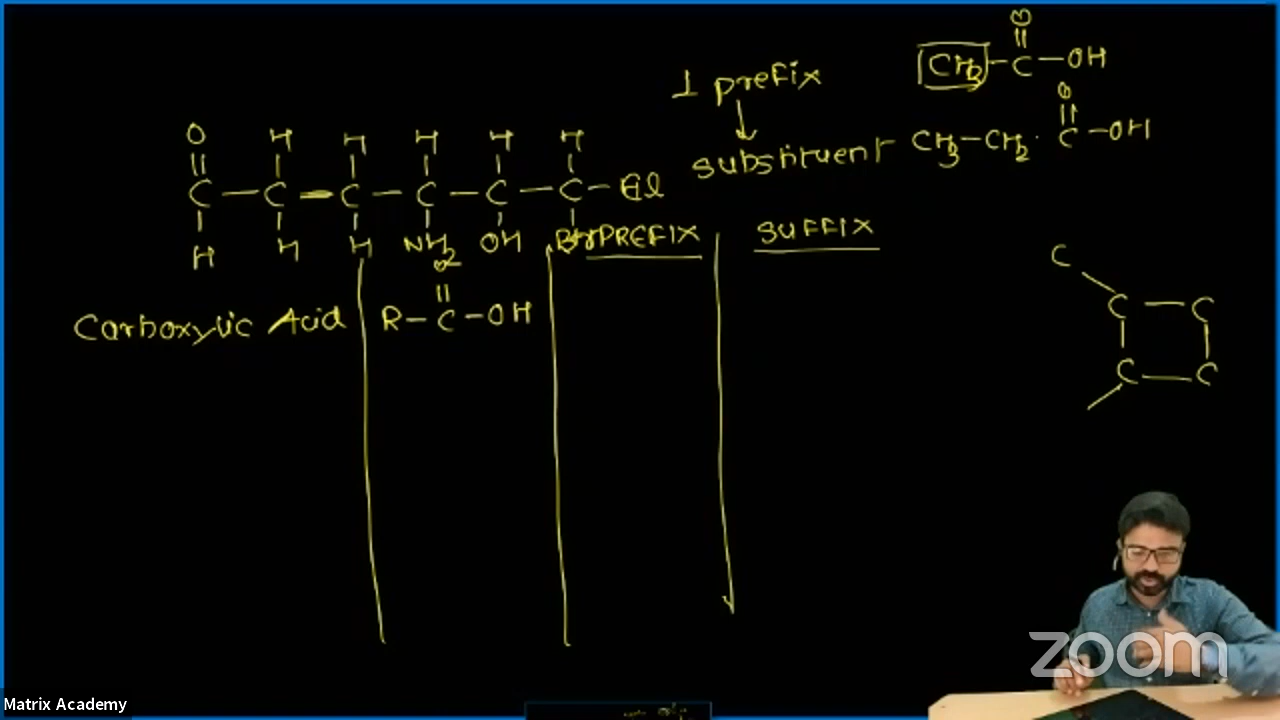 CH3-C-OH
O
1 prefix
substituent CH3-CH2-C-OH
O
O H H H H H
C-C=C-C-C-C-Cl
H H H NH2 OH Br
PREFIX SUFFIX
Carboxylic Acid R-C-OH
O
C
C-C
C-C
zoom
Matrix Academy